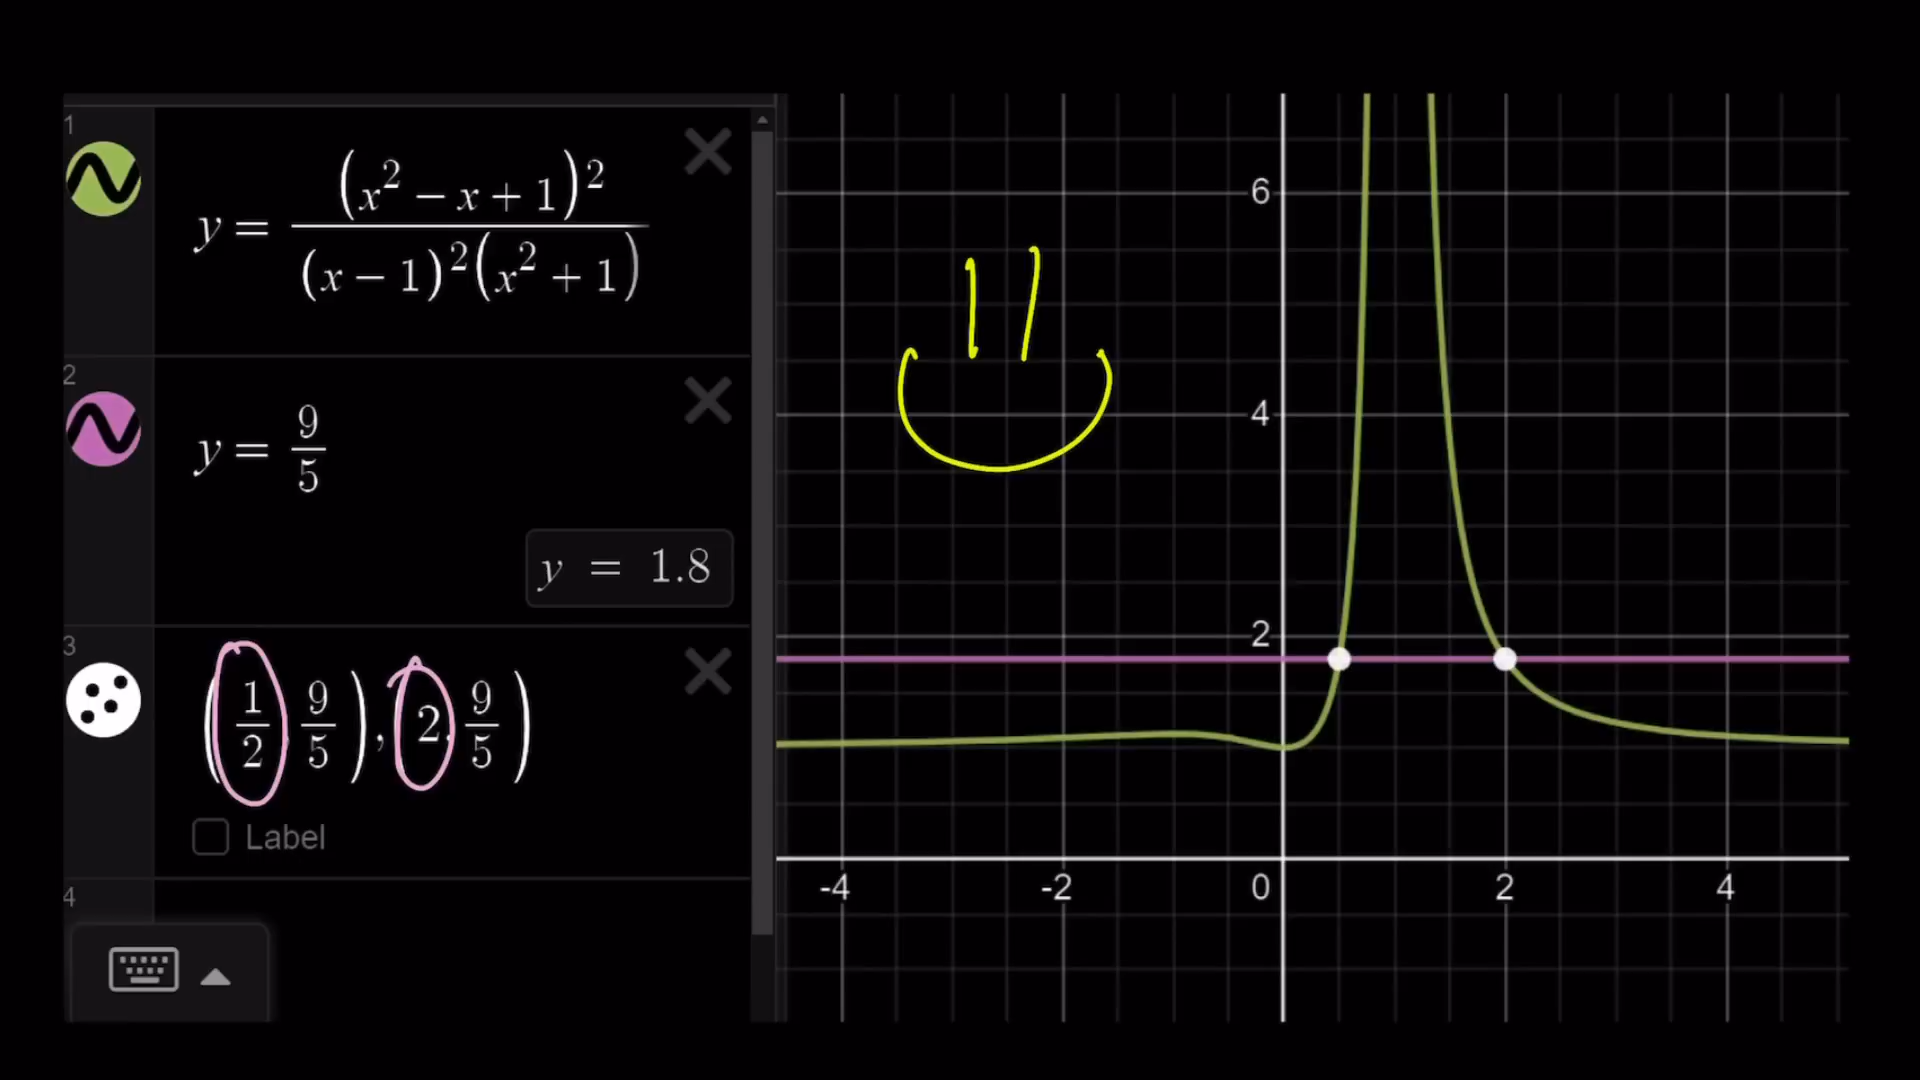 1
y = (x² − x + 1)² / (x − 1)²(x² + 1)
2
y = 9/5
y = 1.8
3
(1/2, 9/5), (2, 9/5)
Label
4
6
4
2
-4 -2 0 2 4